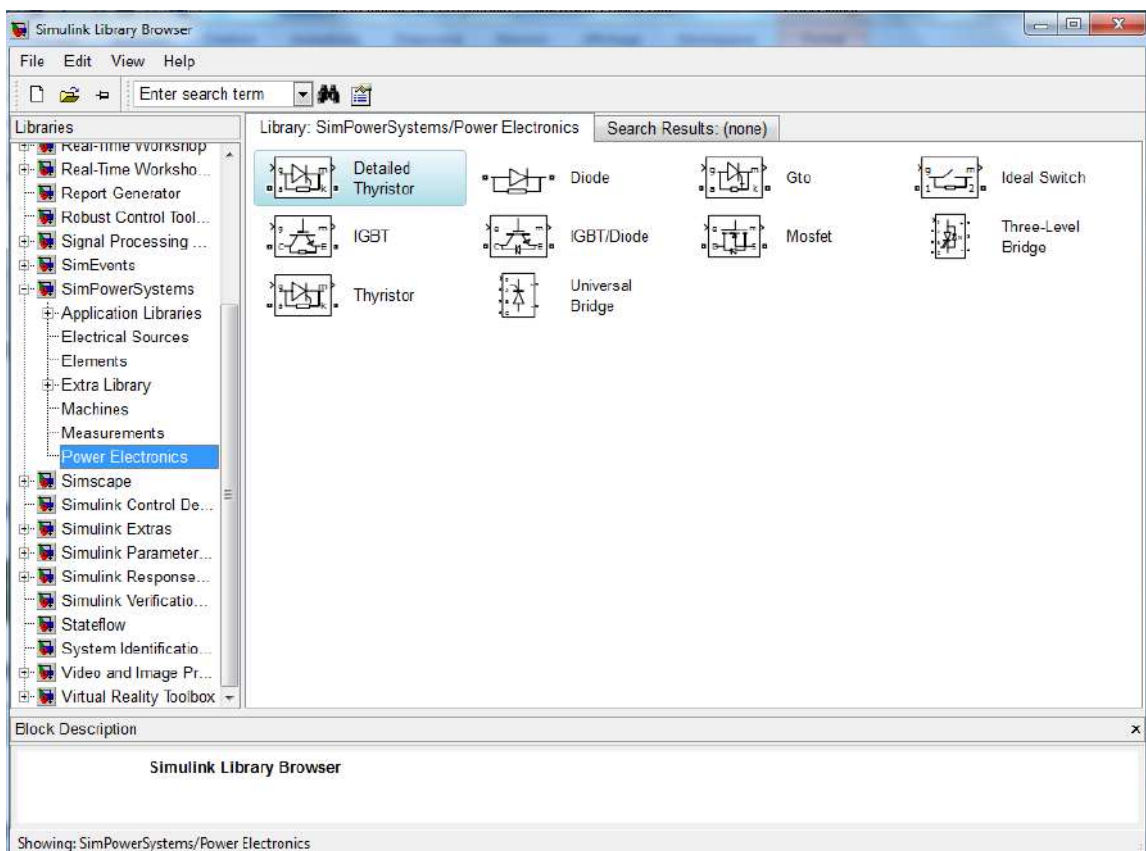 Simulink Library Browser
File Edit View Help
Enter search term
Libraries
Library: SimPowerSystems/Power Electronics
Search Results: (none)
Real-Time Workshop
Real-Time Worksho...
Report Generator
Robust Control Tool...
Signal Processing ...
SimEvents
SimPowerSystems
Application Libraries
Electrical Sources
Elements
Extra Library
Machines
Measurements
Power Electronics
Simscape
Simulink Control De...
Simulink Extras
Simulink Parameter...
Simulink Response...
Simulink Verificatio...
Stateflow
System Identificatio...
Video and Image Pr...
Virtual Reality Toolbox
Detailed
Thyristor
Diode
Gto
Ideal Switch
IGBT
IGBT/Diode
Mosfet
Three-Level
Bridge
Thyristor
Universal
Bridge
Block Description
Simulink Library Browser
Showing: SimPowerSystems/Power Electronics